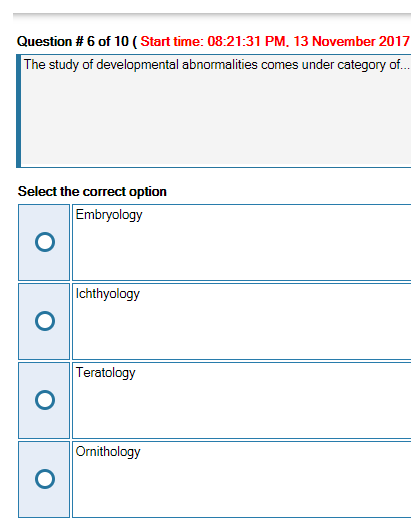 Question # 6 of 10 ( Start time: 08:21:31 PM, 13 November 2017
The study of developmental abnormalities comes under category of...
Select the correct option
Embryology
Ichthyology
Teratology
Ornithology